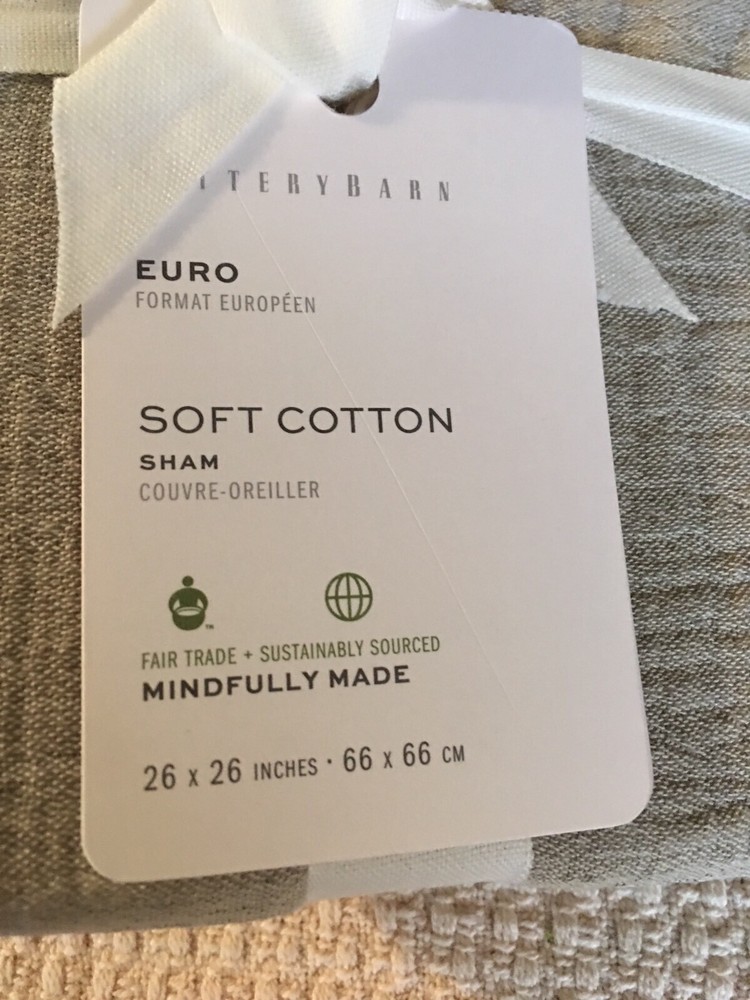 TTERYBARN
EURO
FORMAT EUROPÉEN
SOFT COTTON
SHAM
COUVRE-OREILLER
™
FAIR TRADE + SUSTAINABLY SOURCED
MINDFULLY MADE
26 x 26 INCHES · 66 x 66 CM